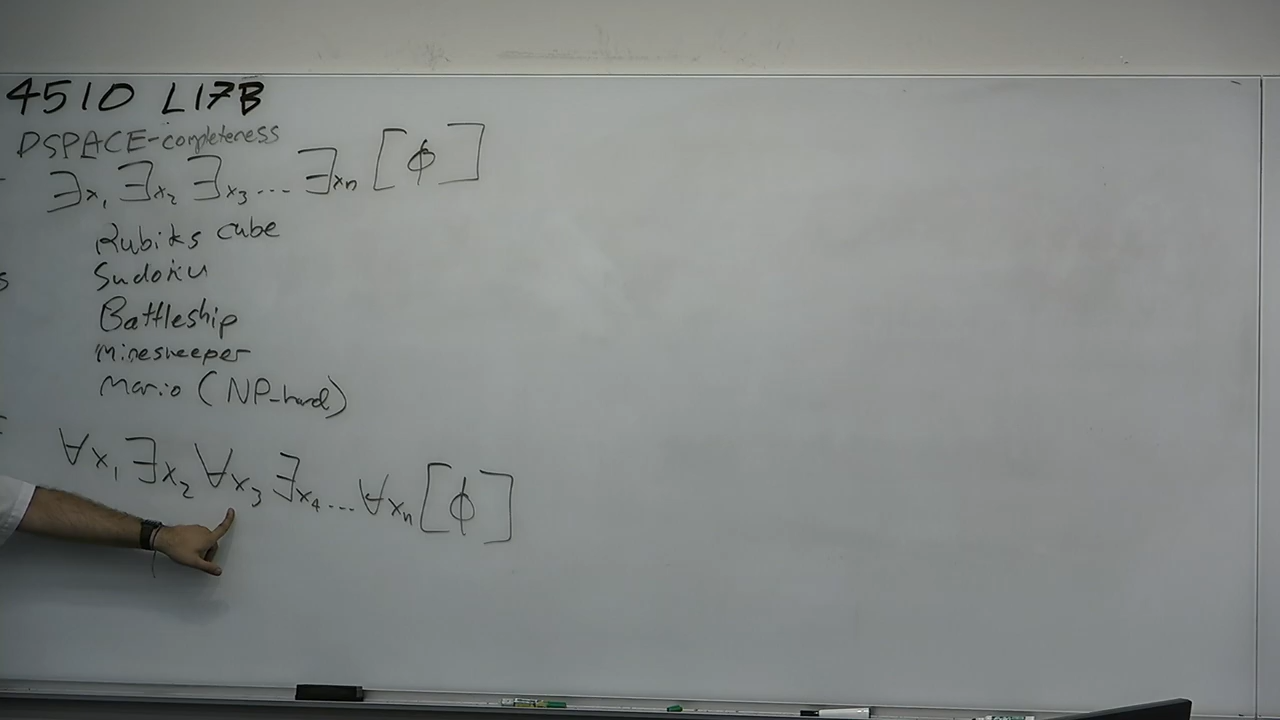 4510 L17B
PSPACE-completeness
∃x₁ ∃x₂ ∃x₃ ... ∃xₙ [ϕ]
Rubiks cube
Sudoku
Battleship
Minesweeper
Mario (NP-hard)
∀x₁ ∃x₂ ∀x₃ ∃x₄ ... ∀xₙ [ϕ]